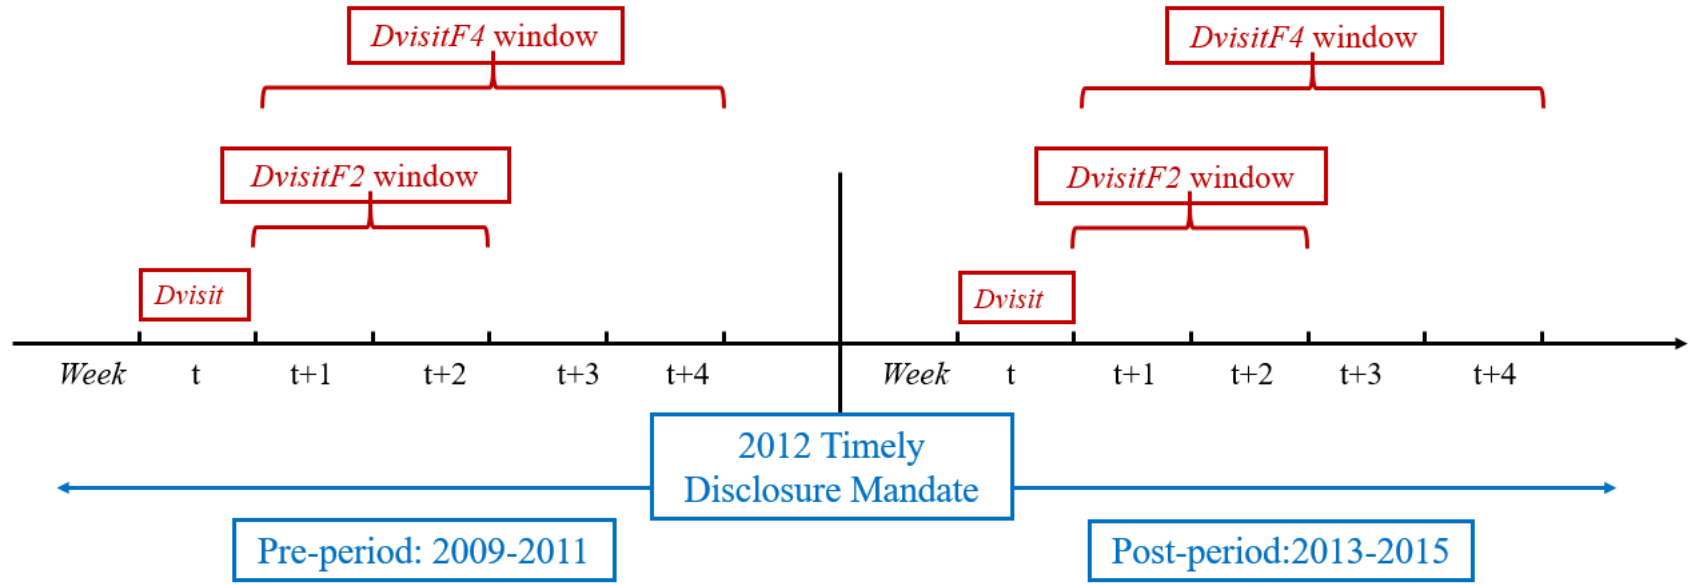 DvisitF4 window
DvisitF4 window
DvisitF2 window
DvisitF2 window
Dvisit
Dvisit
Week t t+1 t+2 t+3 t+4
Week t t+1 t+2 t+3 t+4
2012 Timely
Disclosure Mandate
Pre-period: 2009-2011
Post-period:2013-2015